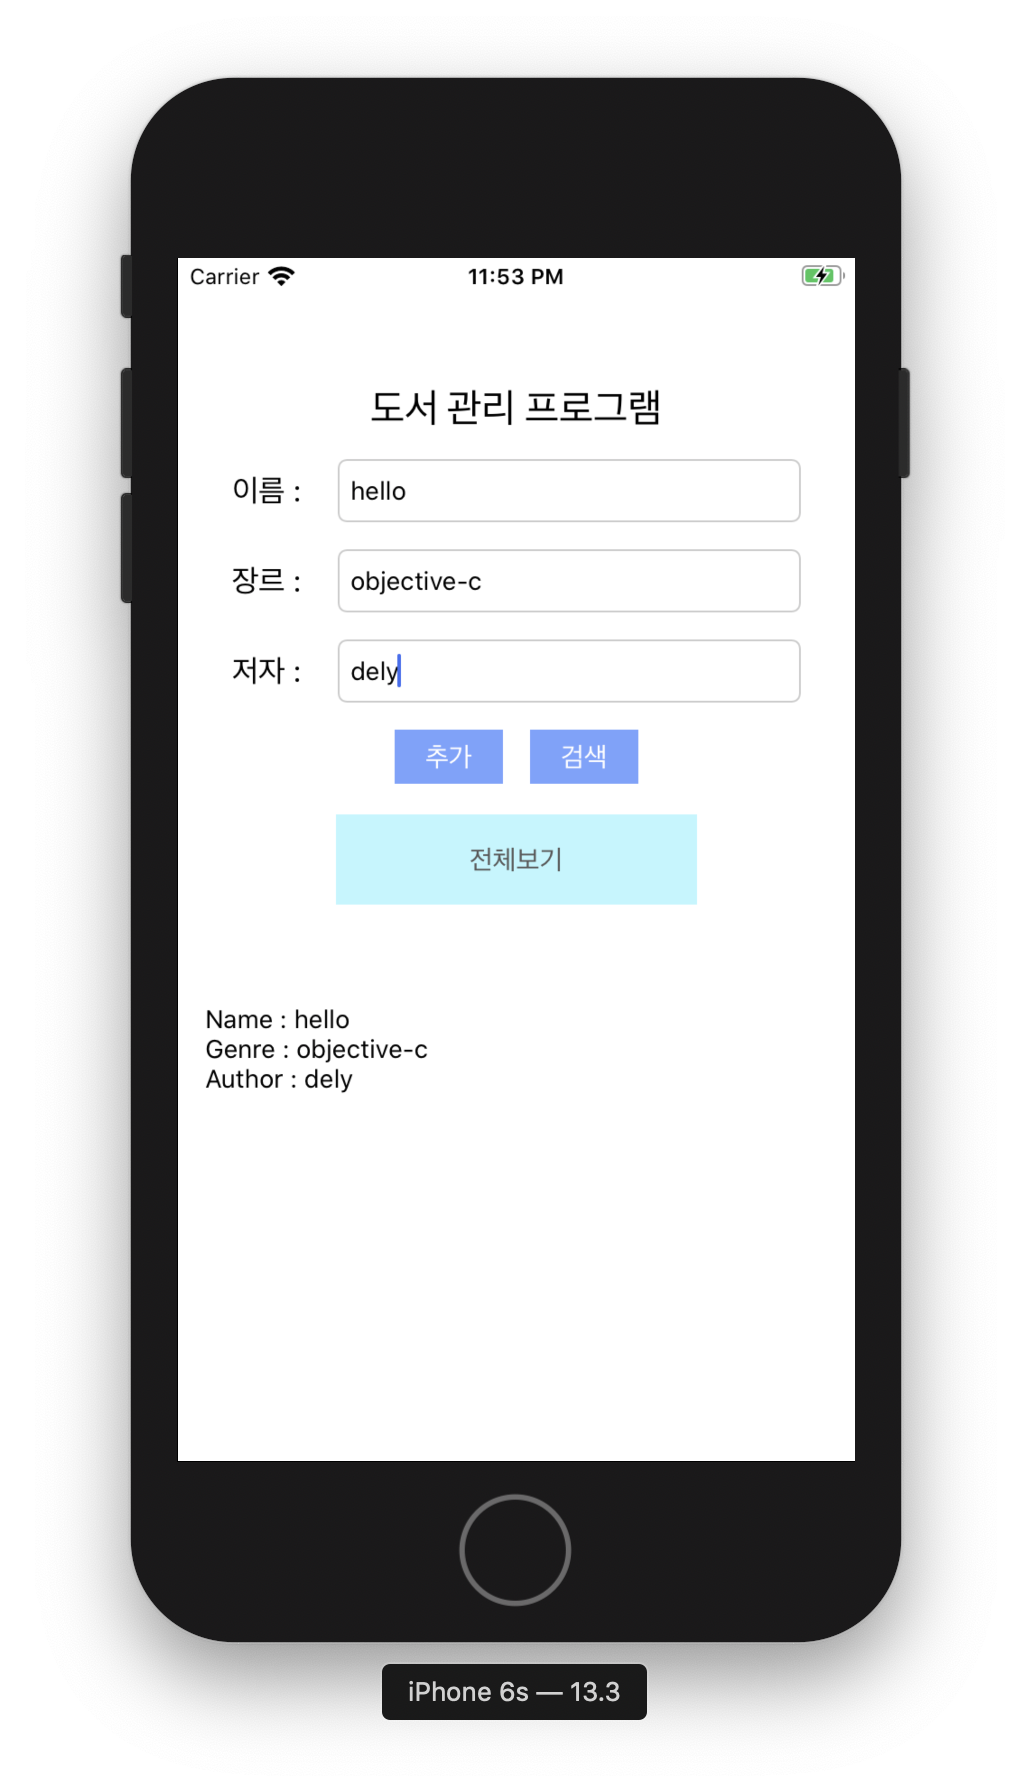 Carrier 11:53 PM
도서 관리 프로그램
이름 : hello
장르 : objective-c
저자 : dely
추가 검색
전체보기
Name : hello
Genre : objective-c
Author : dely
iPhone 6s — 13.3